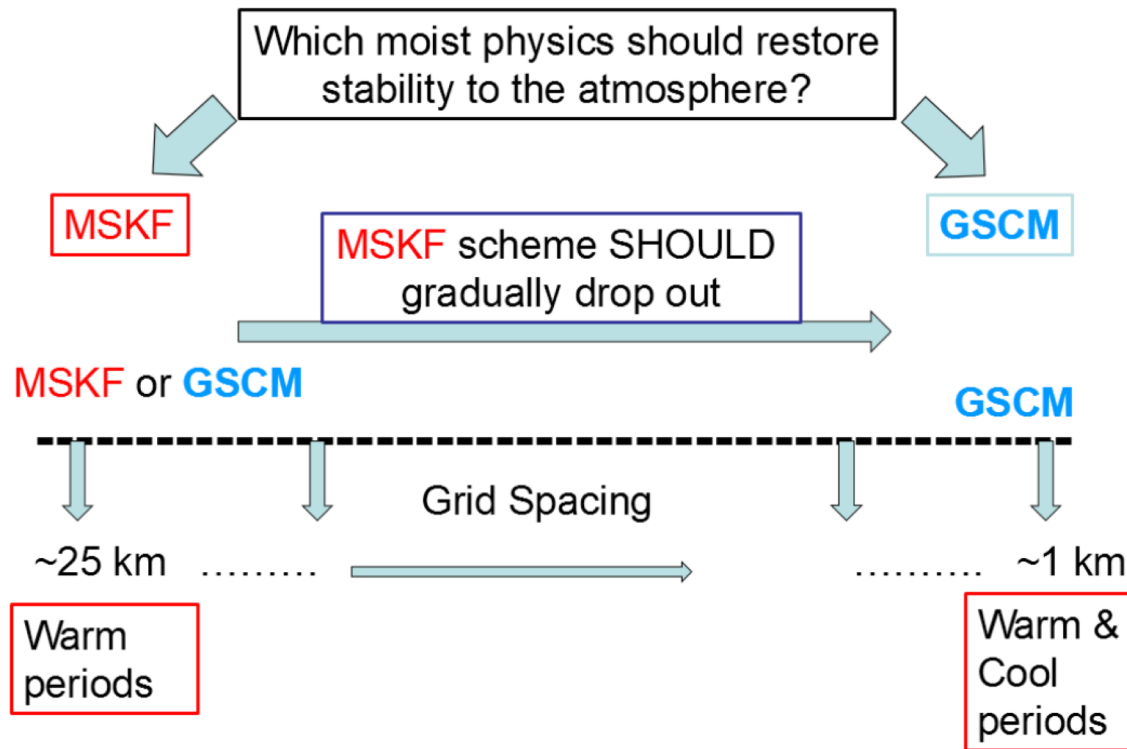 Which moist physics should restore
stability to the atmosphere?
MSKF
GSCM
MSKF scheme SHOULD
gradually drop out
MSKF or GSCM
GSCM
Grid Spacing
~25 km ......... ......... ~1 km
Warm
periods
Warm &
Cool
periods